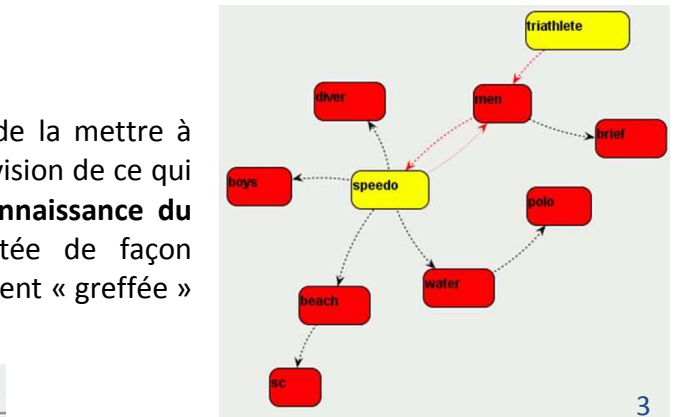 de la mettre à
vision de ce qui
nnaissance du
tée de façon
ent « greffée »
triathlete
diver
men
brief
boys
speedo
polo
water
beach
sc
3